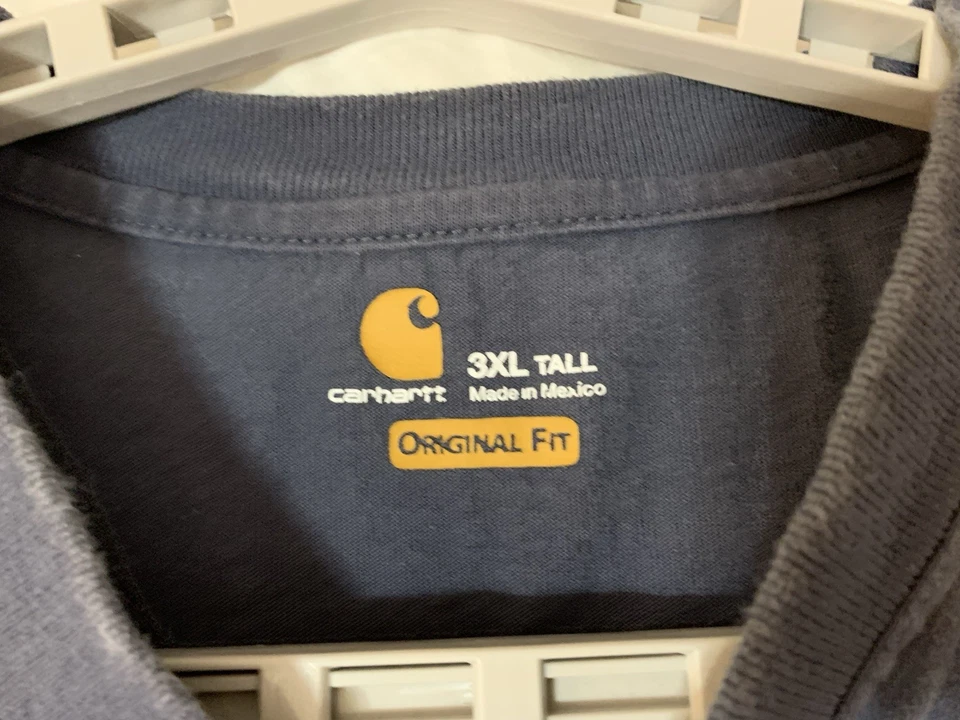 carhartt
3XL TALL
Made in Mexico
ORIGINAL FIT